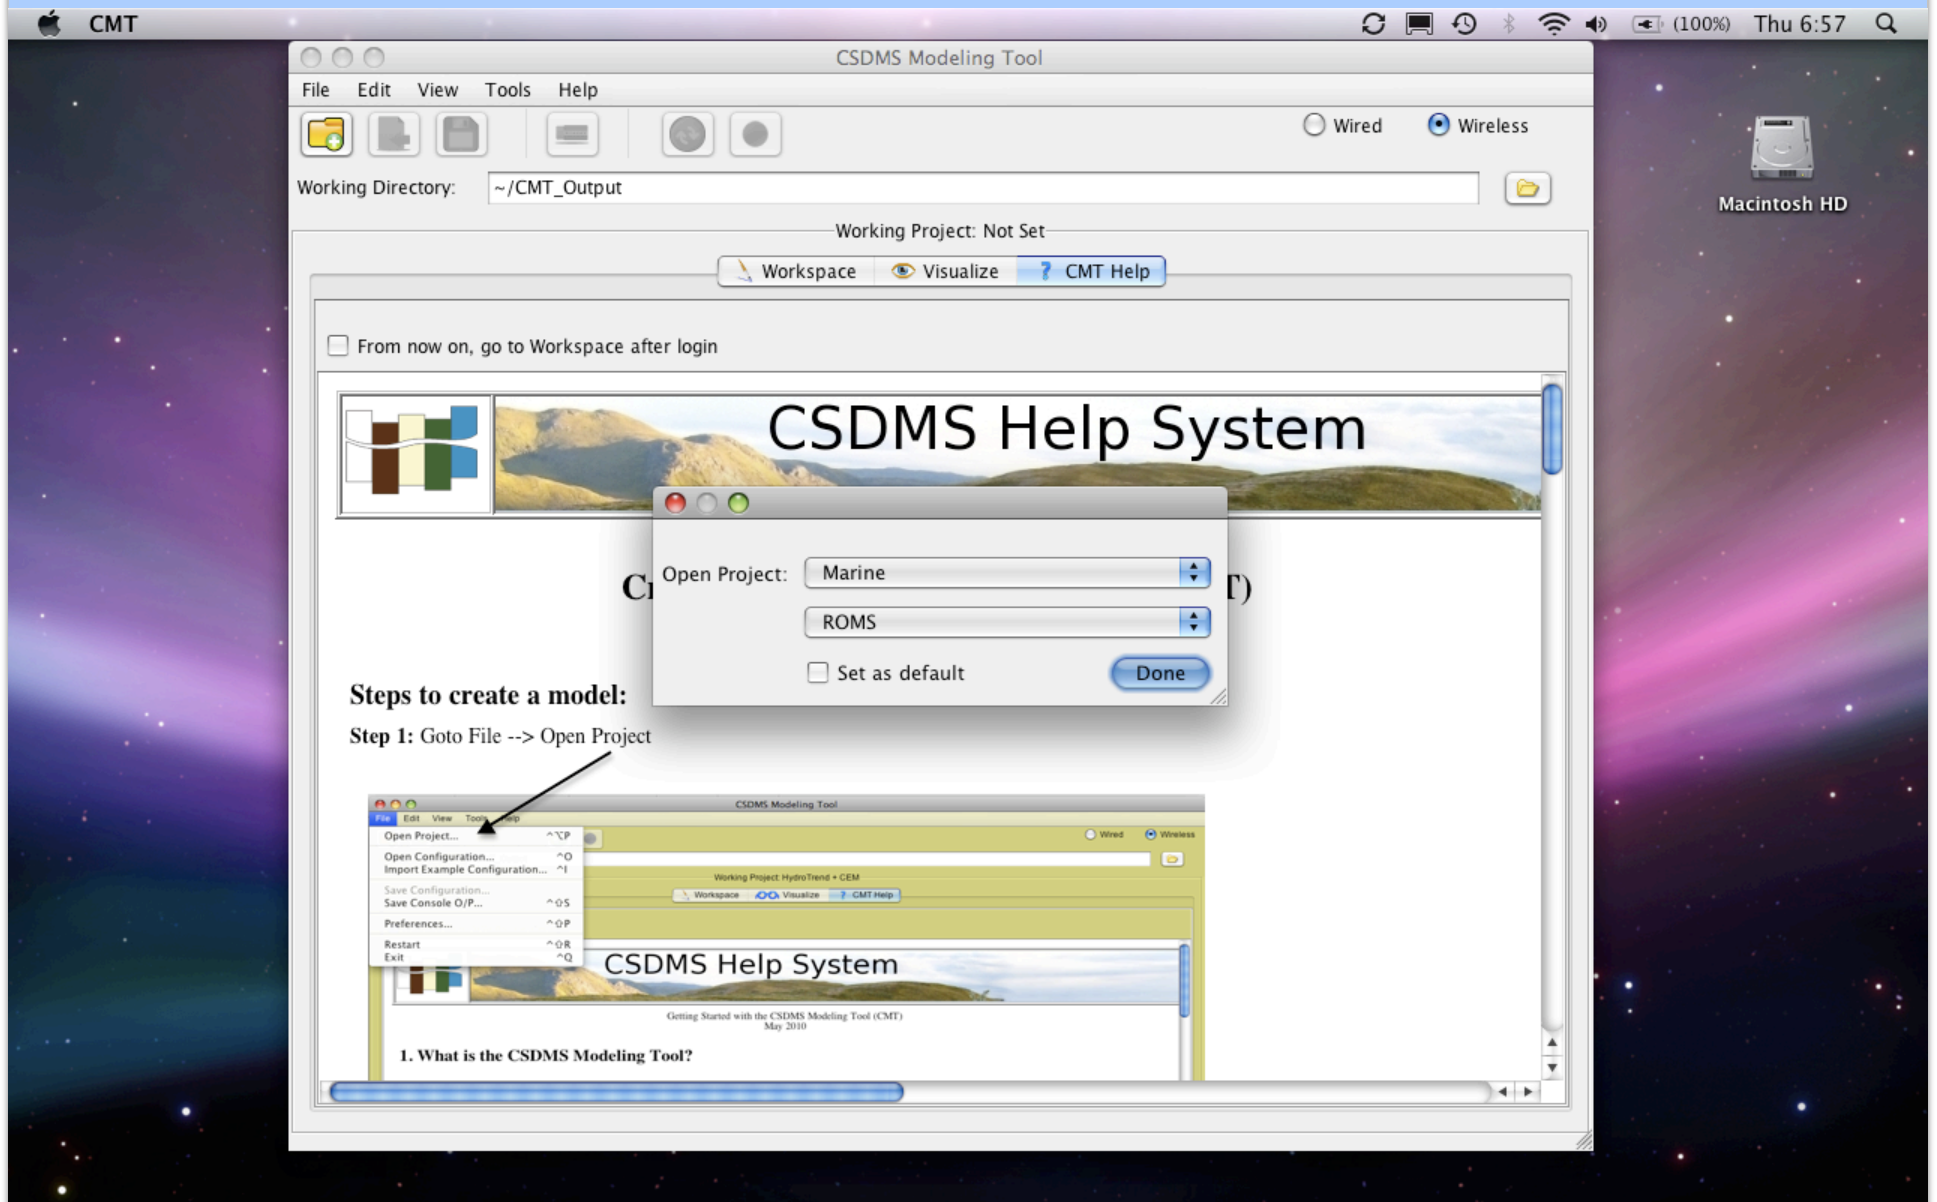 CMT
(100%) Thu 6:57
CSDMS Modeling Tool
File Edit View Tools Help
Wired Wireless
Working Directory: ~/CMT_Output
Macintosh HD
Working Project: Not Set
Workspace Visualize ? CMT Help
From now on, go to Workspace after login
CSDMS Help System
T)
Open Project: Marine
ROMS
Set as default Done
Steps to create a model:
Step 1: Goto File --> Open Project
CSDMS Modeling Tool
File Edit View Tools Help
Open Project... ^⌥P
Wired Wireless
Open Configuration... ^O
Import Example Configuration... ^I
Working Project: HydroTrend + CEM
Save Configuration...
Workspace Visualize ? CMT Help
Save Console O/P... ^⇧S
Preferences... ^⇧P
Restart ^⇧R
Exit ^Q
CSDMS Help System
Getting Started with the CSDMS Modeling Tool (CMT)
May 2010
1. What is the CSDMS Modeling Tool?